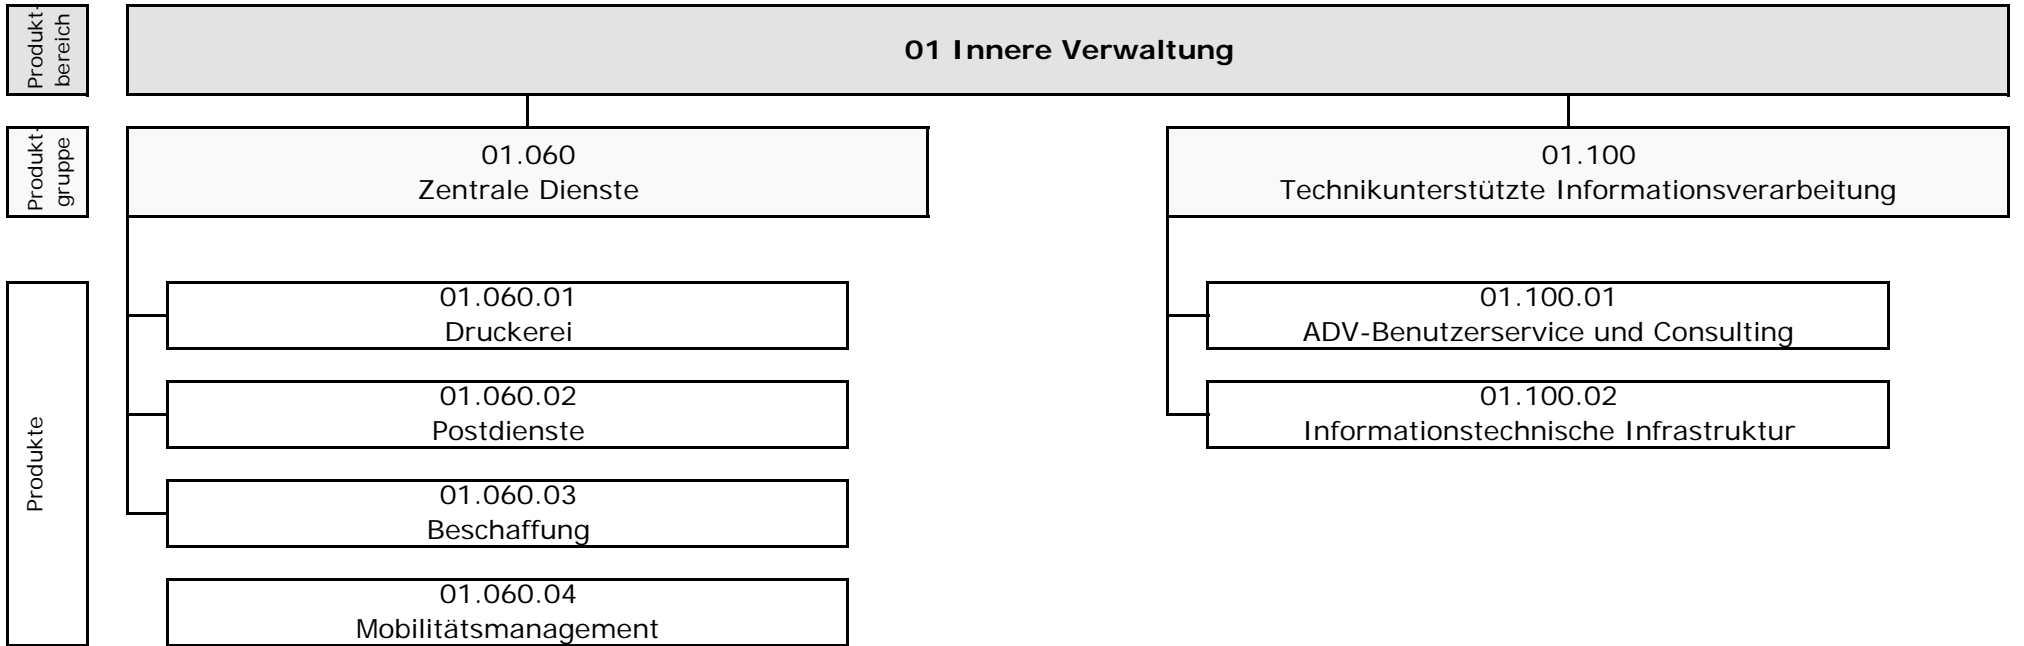 Produkt-
bereich
01 Innere Verwaltung
Produkt-
gruppe
01.060
Zentrale Dienste
01.100
Technikunterstützte Informationsverarbeitung
Produkte
01.060.01
Druckerei
01.100.01
ADV-Benutzerservice und Consulting
01.060.02
Postdienste
01.100.02
Informationstechnische Infrastruktur
01.060.03
Beschaffung
01.060.04
Mobilitätsmanagement